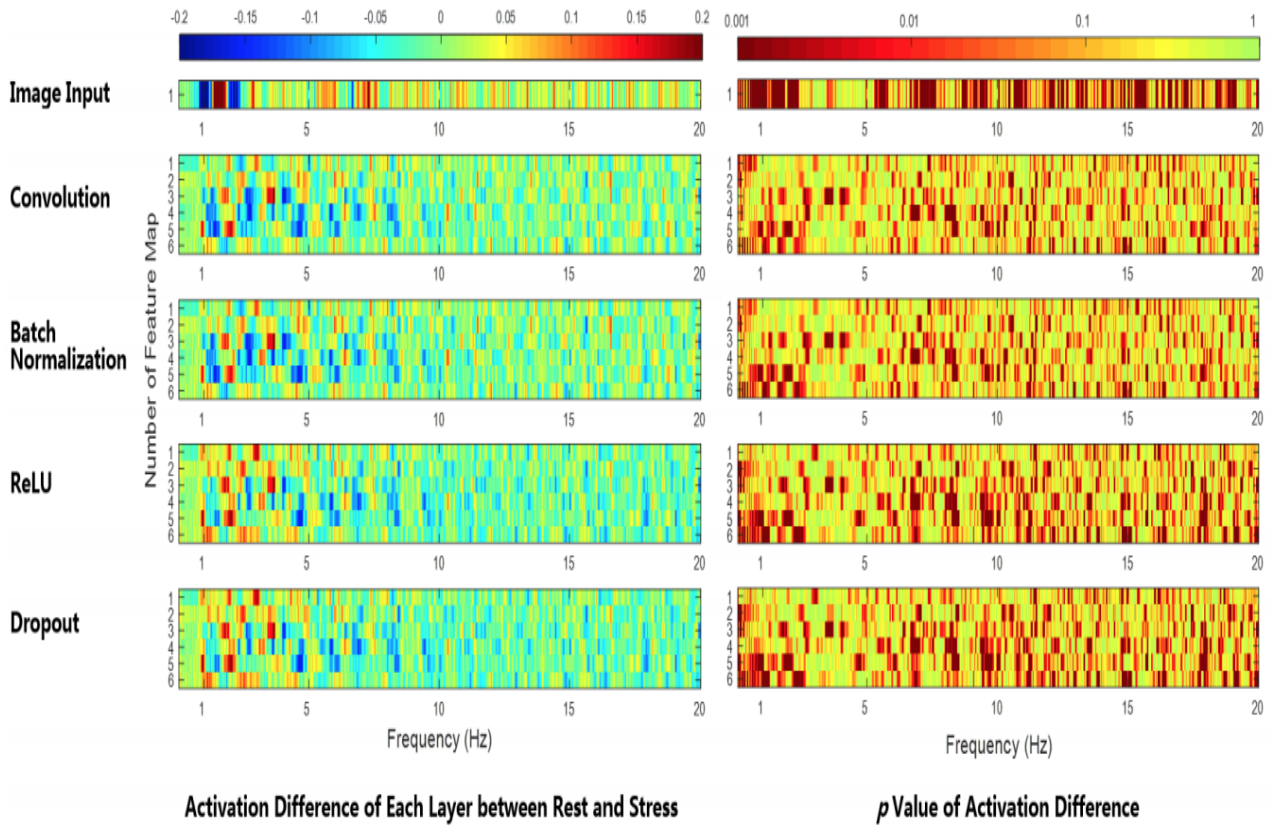 -0.2 -0.15 -0.1 -0.05 0 0.05 0.1 0.15 0.2
0.001 0.01 0.1 1
Image Input
1
1
1 5 10 15 20
1 5 10 15 20
Number of Feature Map
Convolution
1
2
3
4
5
6
1
2
3
4
5
6
1 5 10 15 20
1 5 10 15 20
Batch
Normalization
1
2
3
4
5
6
1
2
3
4
5
6
1 5 10 15 20
1 5 10 15 20
ReLU
1
2
3
4
5
6
1
2
3
4
5
6
1 5 10 15 20
1 5 10 15 20
Dropout
1
2
3
4
5
6
1
2
3
4
5
6
1 5 10 15 20
1 5 10 15 20
Frequency (Hz)
Frequency (Hz)
Activation Difference of Each Layer between Rest and Stress
p Value of Activation Difference